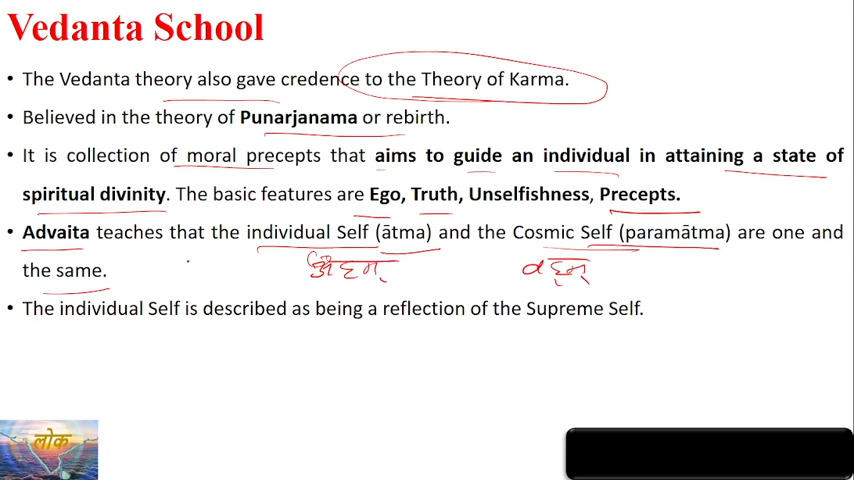 Vedanta School
• The Vedanta theory also gave credence to the Theory of Karma.
• Believed in the theory of Punarjanama or rebirth.
• It is collection of moral precepts that aims to guide an individual in attaining a state of
spiritual divinity. The basic features are Ego, Truth, Unselfishness, Precepts.
• Advaita teaches that the individual Self (ātma) and the Cosmic Self (paramātma) are one and
the same.
• The individual Self is described as being a reflection of the Supreme Self.
लोक